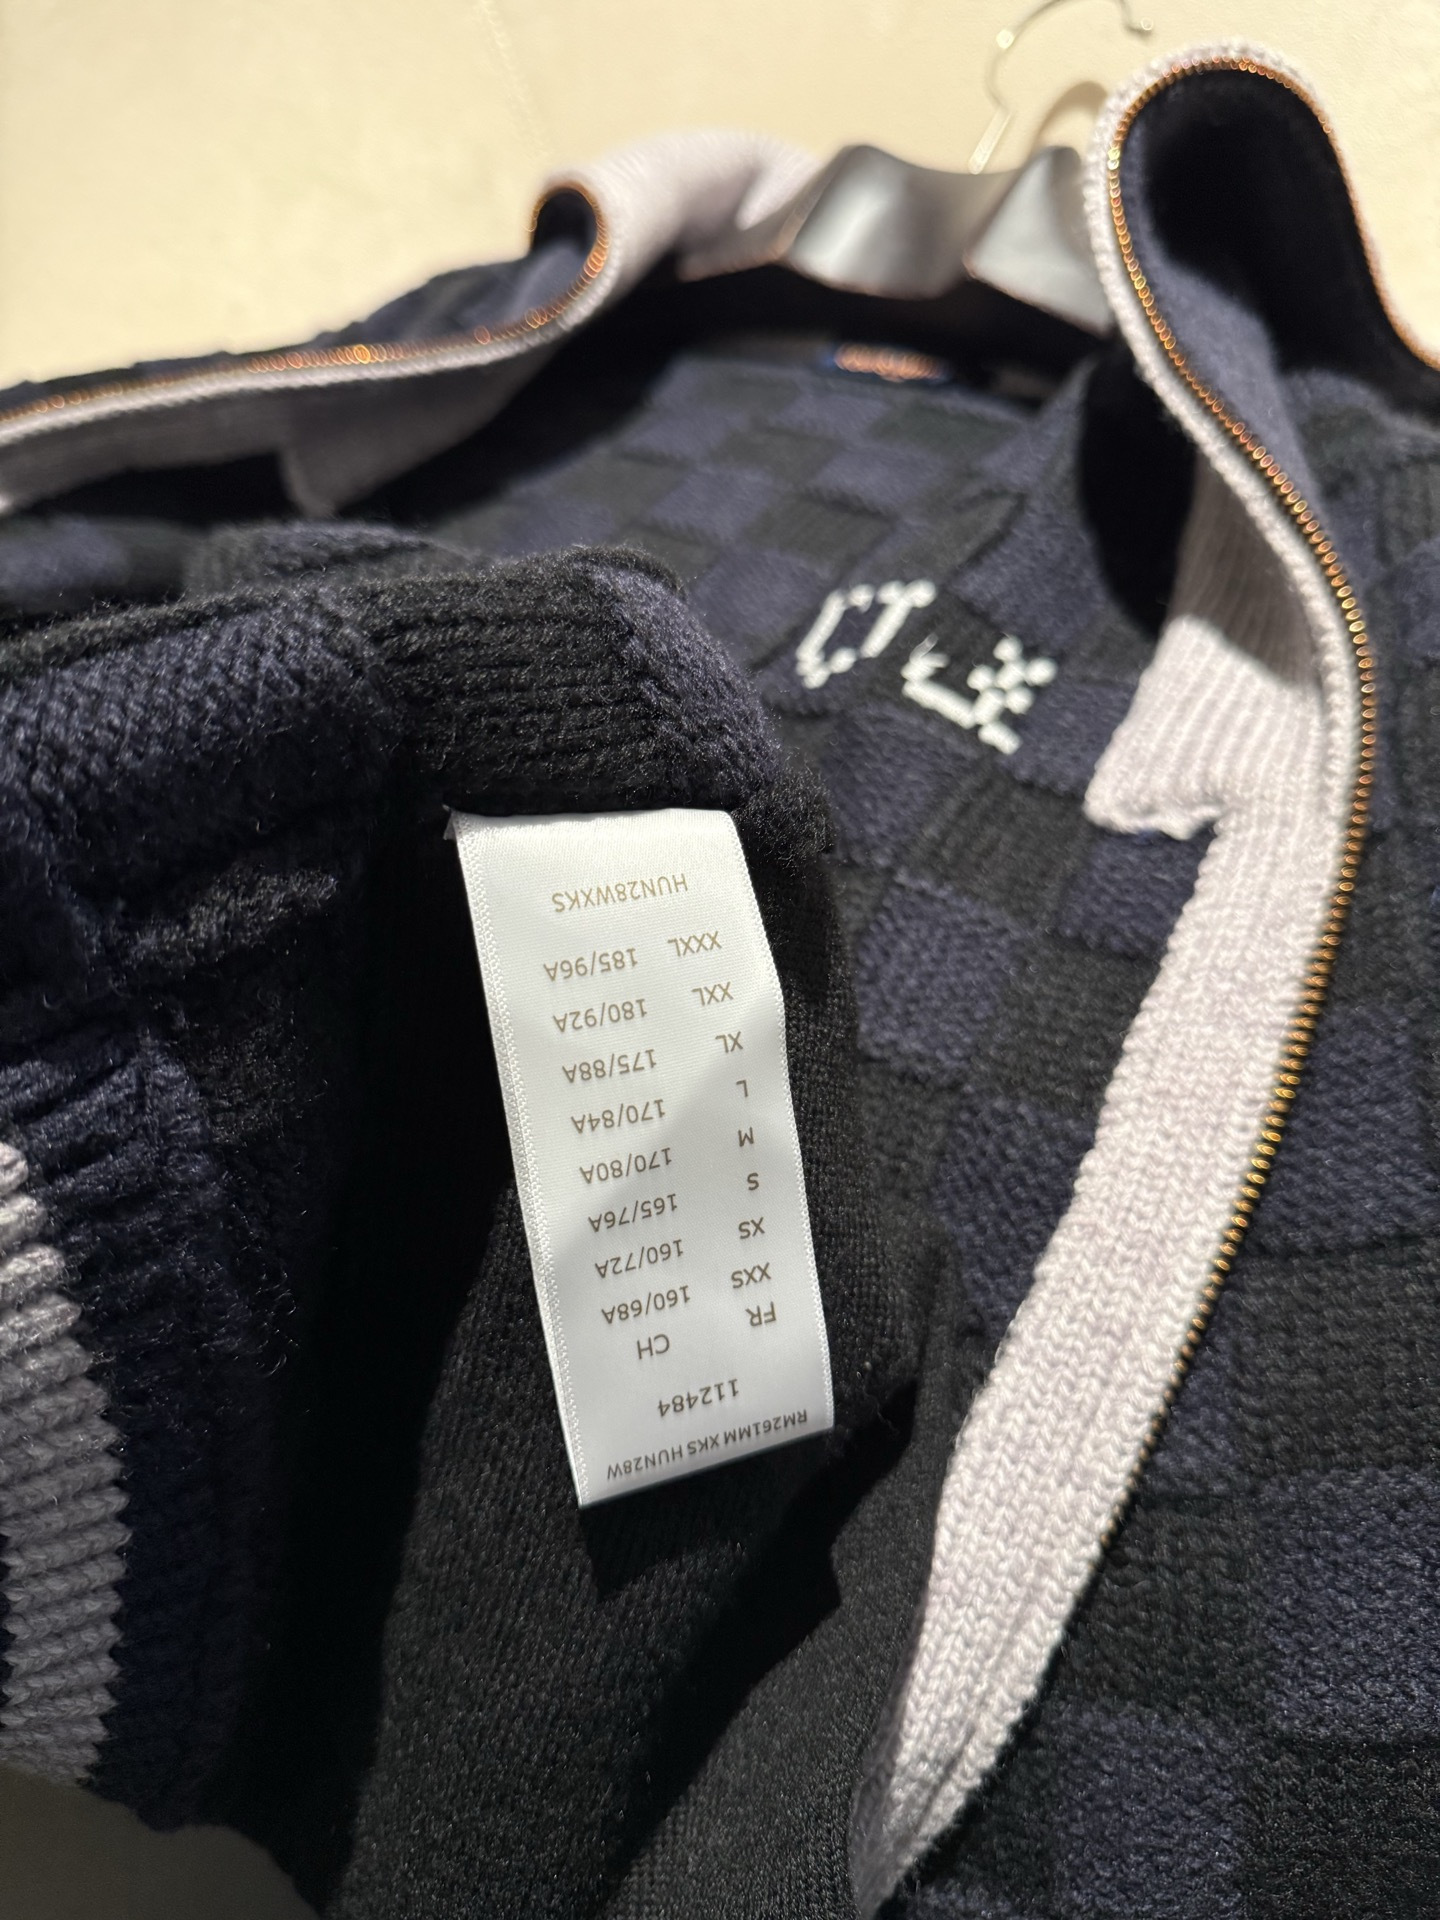 RM261MM XKS HUN28W
112484
FR CH
XXS 160/68A
XS 160/72A
S 165/76A
M 170/80A
L 170/84A
XL 175/88A
XXL 180/92A
XXXL 185/96A
HUN28WXKS